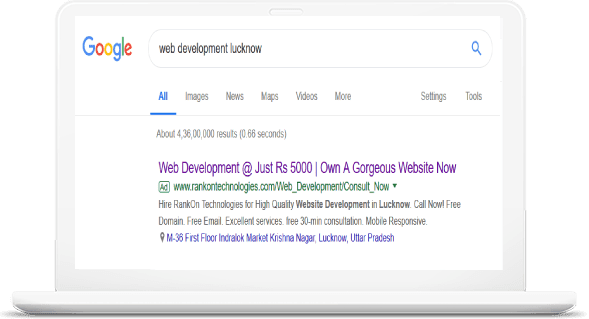 Google
web development lucknow
All Images News Maps Videos More Settings Tools
About 4,36,00,000 results (0.66 seconds)
Web Development @ Just Rs 5000 | Own A Gorgeous Website Now
Ad www.rankontechnologies.com/Web_Development/Consult_Now
Hire RankOn Technologies for High Quality Website Development in Lucknow. Call Now! Free
Domain. Free Email. Excellent services. free 30-min consultation. Mobile Responsive.
M-36 First Floor Indralok Market Krishna Nagar, Lucknow, Uttar Pradesh